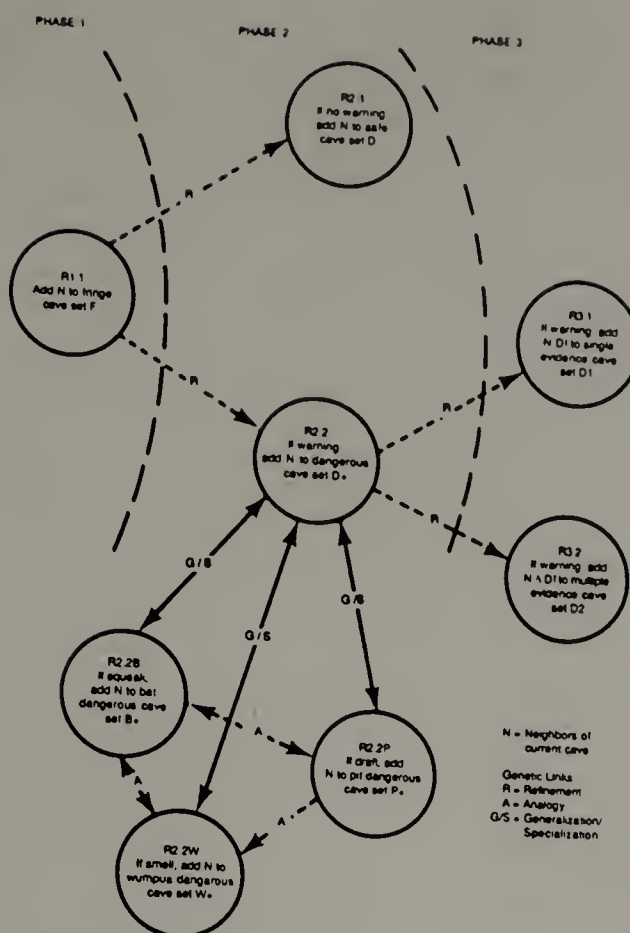 PHASE 1
PHASE 2
PHASE 3
R2.1
If no warning
add N to safe
cave set D
R
R1.1
Add N to fringe
cave set F
R
R3.1
If warning, add
to single
evidence cave
set D1
R2.2
If warning
add N to dangerous
cave set D+
R
R
R3.2
If warning, add
to multiple
evidence cave
set D2
G/S
G/S
G/S
R2.2B
If squeak,
add N to bat
dangerous cave
set B+
A
R2.2P
If draft, add
N to pit dangerous
cave set P+
A
A
R2.2W
If smell, add N to
wumpus dangerous
cave set W+
N = Neighbors of
current cave
Genetic Links
R = Refinement
A = Analogy
G/S = Generalization/
Specialization